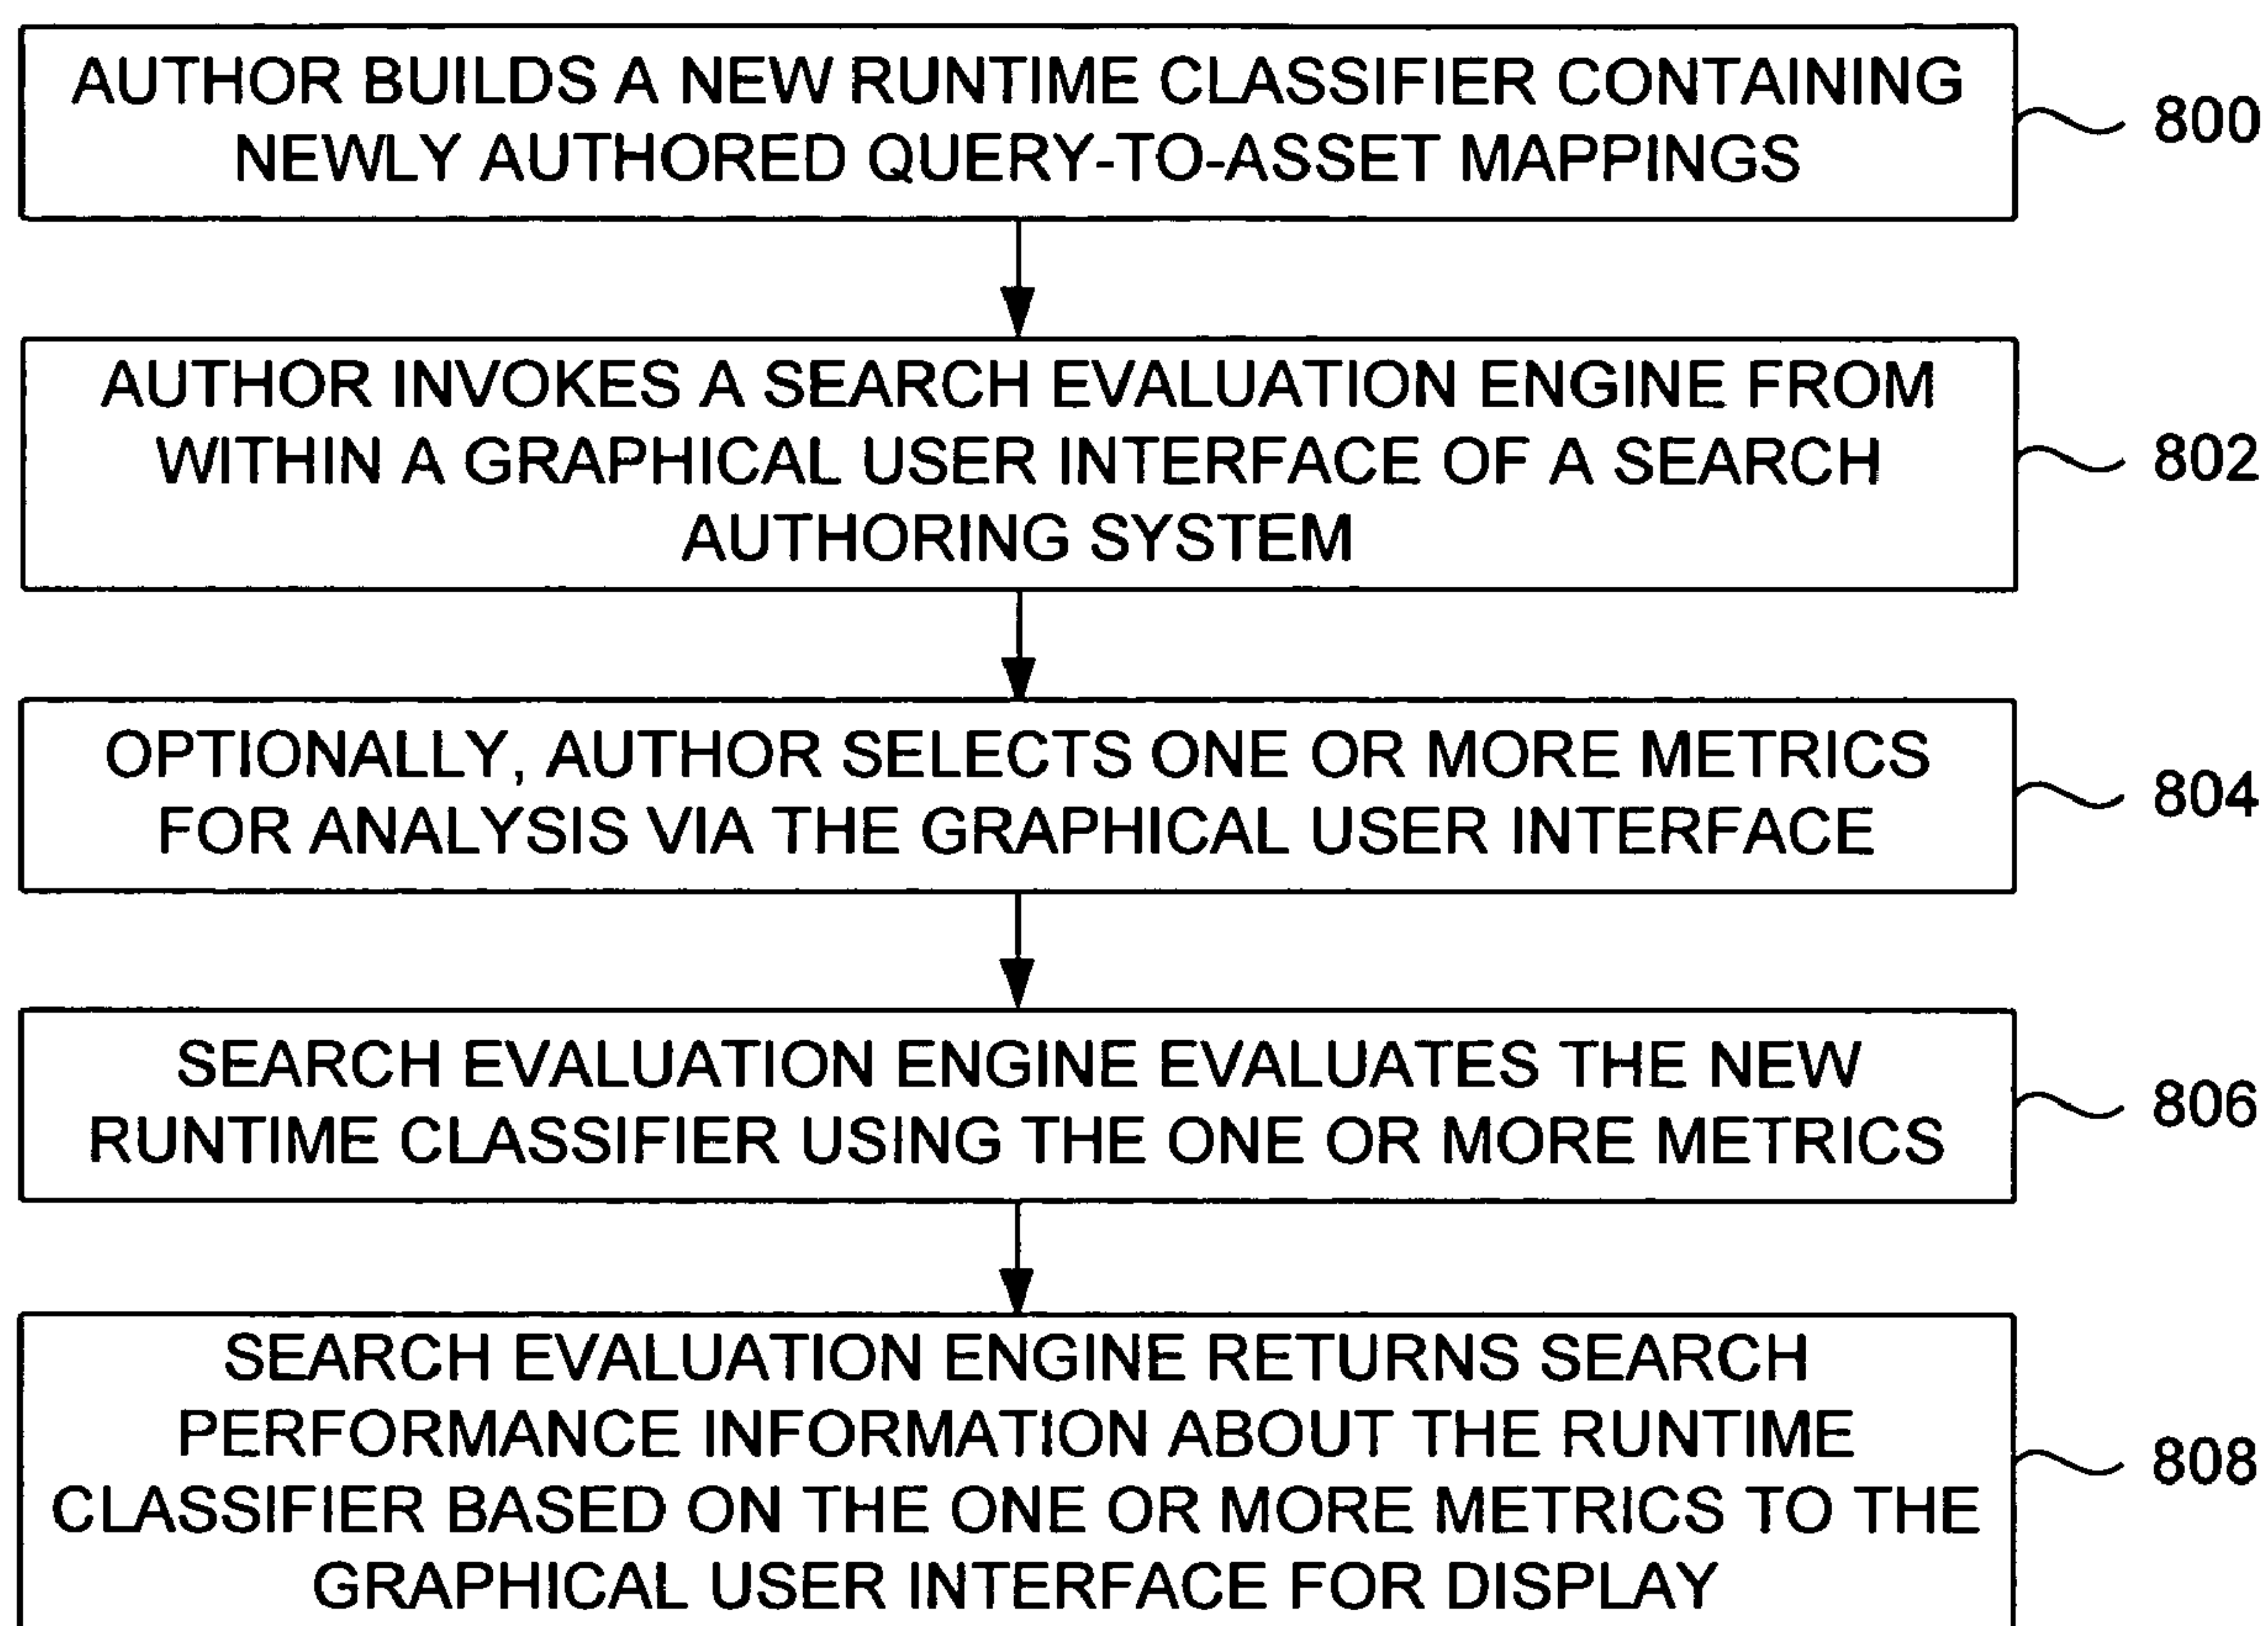 AUTHOR BUILDS A NEW RUNTIME CLASSIFIER CONTAINING
NEWLY AUTHORED QUERY-TO-ASSET MAPPINGS
800
AUTHOR INVOKES A SEARCH EVALUATION ENGINE FROM
WITHIN A GRAPHICAL USER INTERFACE OF A SEARCH
AUTHORING SYSTEM
802
OPTIONALLY, AUTHOR SELECTS ONE OR MORE METRICS
FOR ANALYSIS VIA THE GRAPHICAL USER INTERFACE
804
SEARCH EVALUATION ENGINE EVALUATES THE NEW
RUNTIME CLASSIFIER USING THE ONE OR MORE METRICS
806
SEARCH EVALUATION ENGINE RETURNS SEARCH
PERFORMANCE INFORMATION ABOUT THE RUNTIME
CLASSIFIER BASED ON THE ONE OR MORE METRICS TO THE
GRAPHICAL USER INTERFACE FOR DISPLAY
808